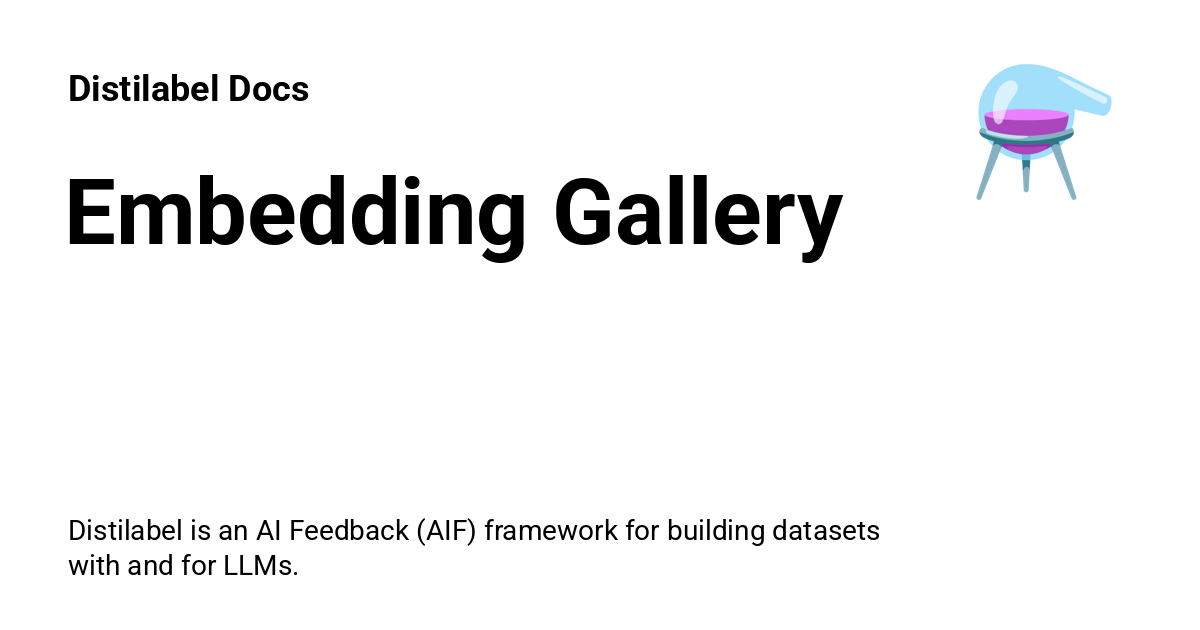 Distilabel Docs
Embedding Gallery
Distilabel is an AI Feedback (AIF) framework for building datasets
with and for LLMs.